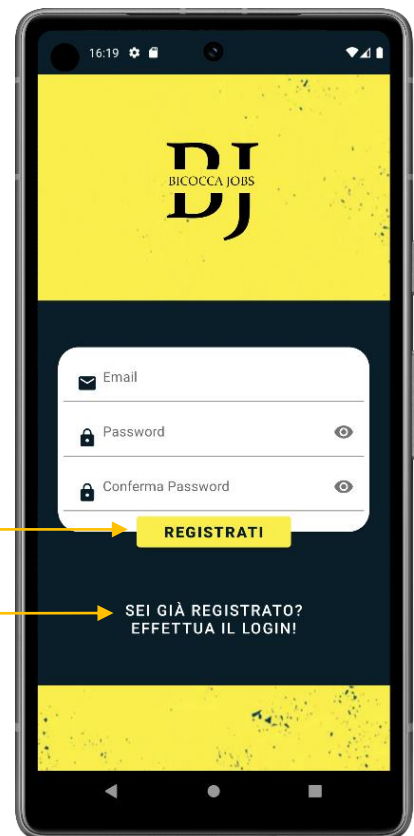 16:19
BJ
BICOCCA JOBS
Email
Password
Conferma Password
REGISTRATI
SEI GIÀ REGISTRATO?
EFFETTUA IL LOGIN!